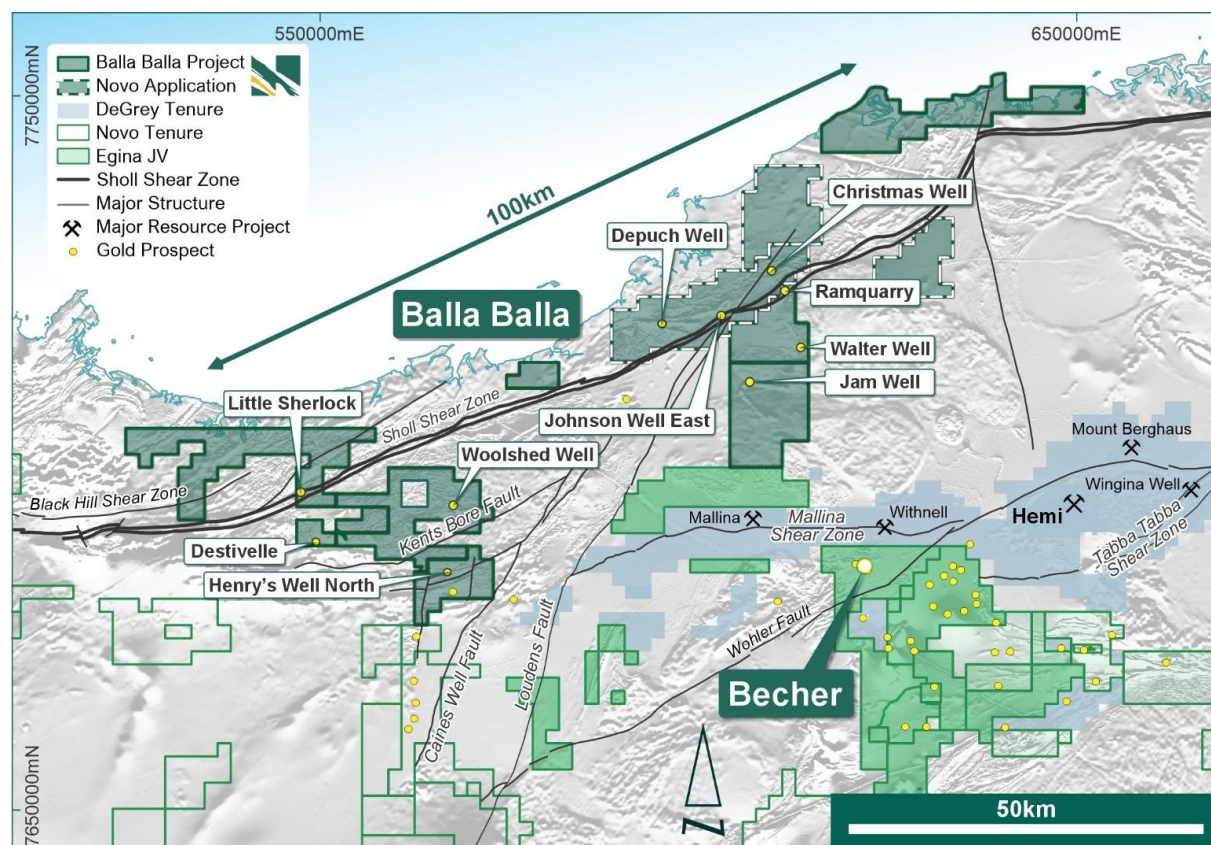 550000mE
650000mE
7750000mN
7650000mN
Balla Balla Project
Novo Application
DeGrey Tenure
Novo Tenure
Egina JV
Sholl Shear Zone
Major Structure
Major Resource Project
Gold Prospect
100km
Christmas Well
Depuch Well
Balla Balla
Ramquarry
Walter Well
Jam Well
Little Sherlock
Sholl Shear Zone
Johnson Well East
Mount Berghaus
Woolshed Well
Wingina Well
Black Hill Shear Zone
Kents Bore Fault
Mallina
Mallina
Shear Zone
Withnell
Hemi
Tabba Tabba
Shear Zone
Destivelle
Henry's Well North
Wohler Fault
Caines Well Fault
Loudens Fault
Becher
N
50km